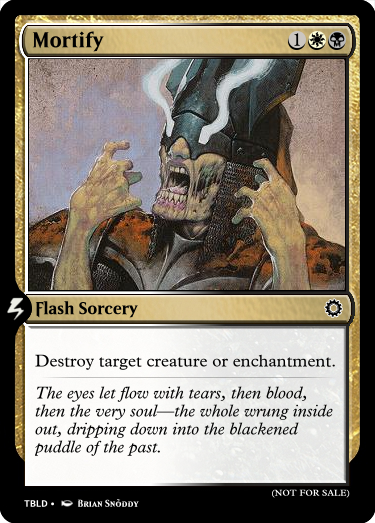 Mortify
1
Flash Sorcery
Destroy target creature or enchantment.
The eyes let flow with tears, then blood,
then the very soul—the whole wrung inside
out, dripping down into the blackened
puddle of the past.
(NOT FOR SALE)
TBLD • Brian Snõddy